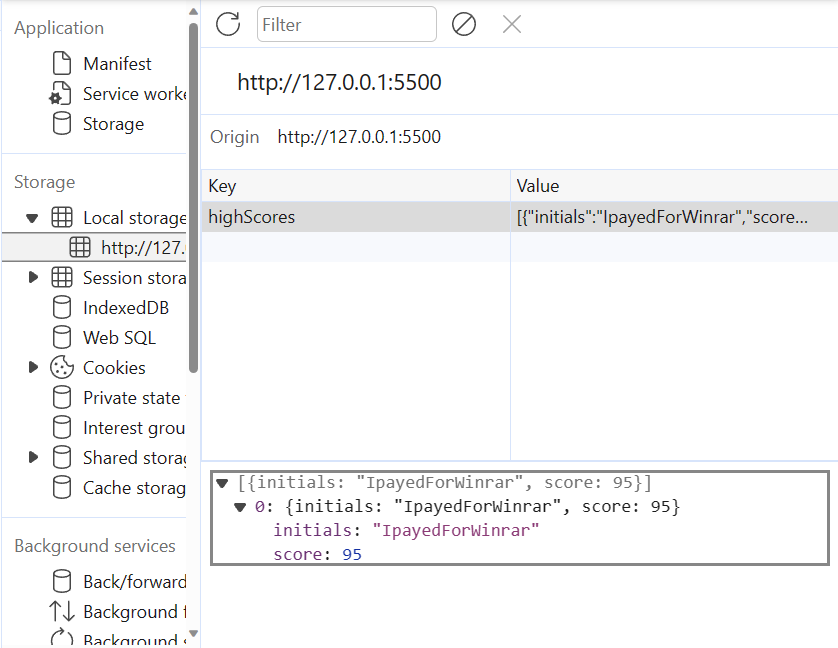 Application
Manifest
Service worke
Storage
Storage
Local storage
http://127.
Session stora
IndexedDB
Web SQL
Cookies
Private state
Interest grou
Shared storag
Cache storag
Background services
Back/forward
Background f
Background s
Filter
http://127.0.0.1:5500
Origin http://127.0.0.1:5500
Key Value
highScores [{"initials":"IpayedForWinrar","score...
[{initials: "IpayedForWinrar", score: 95}]
0: {initials: "IpayedForWinrar", score: 95}
initials: "IpayedForWinrar"
score: 95